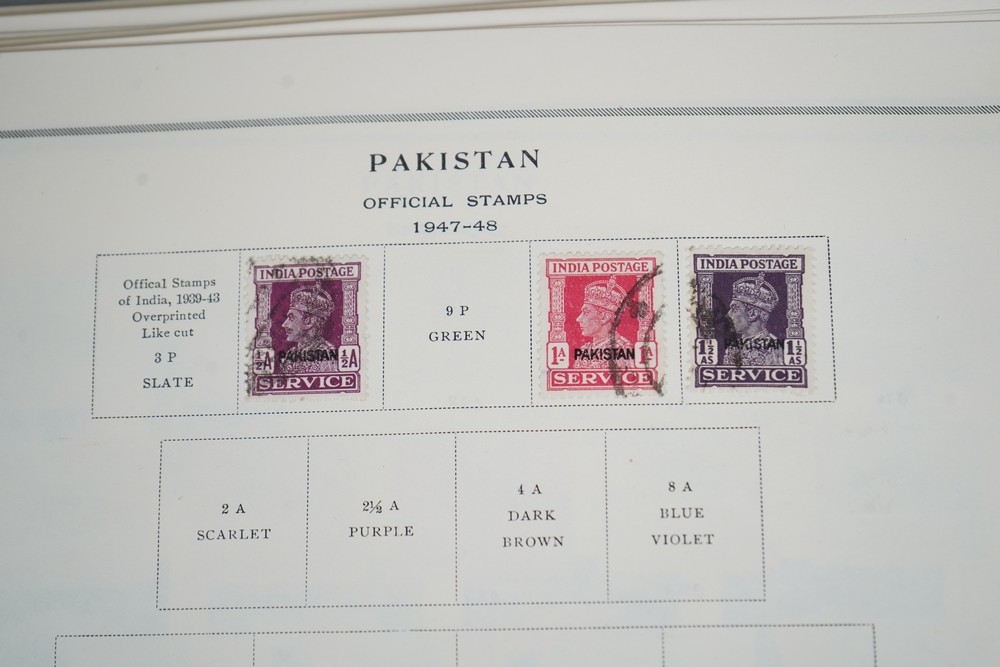 PAKISTAN
OFFICIAL STAMPS
1947-48
Offical Stamps
of India, 1939-43
Overprinted
Like cut
3 P
SLATE
INDIA POSTAGE
½A PAKISTAN ½A
SERVICE
9 P
GREEN
INDIA POSTAGE
1A PAKISTAN 1A
SERVICE
INDIA POSTAGE
PAKISTAN
1½ AS 1½ AS
SERVICE
2 A
SCARLET
2½ A
PURPLE
4 A
DARK
BROWN
8 A
BLUE
VIOLET